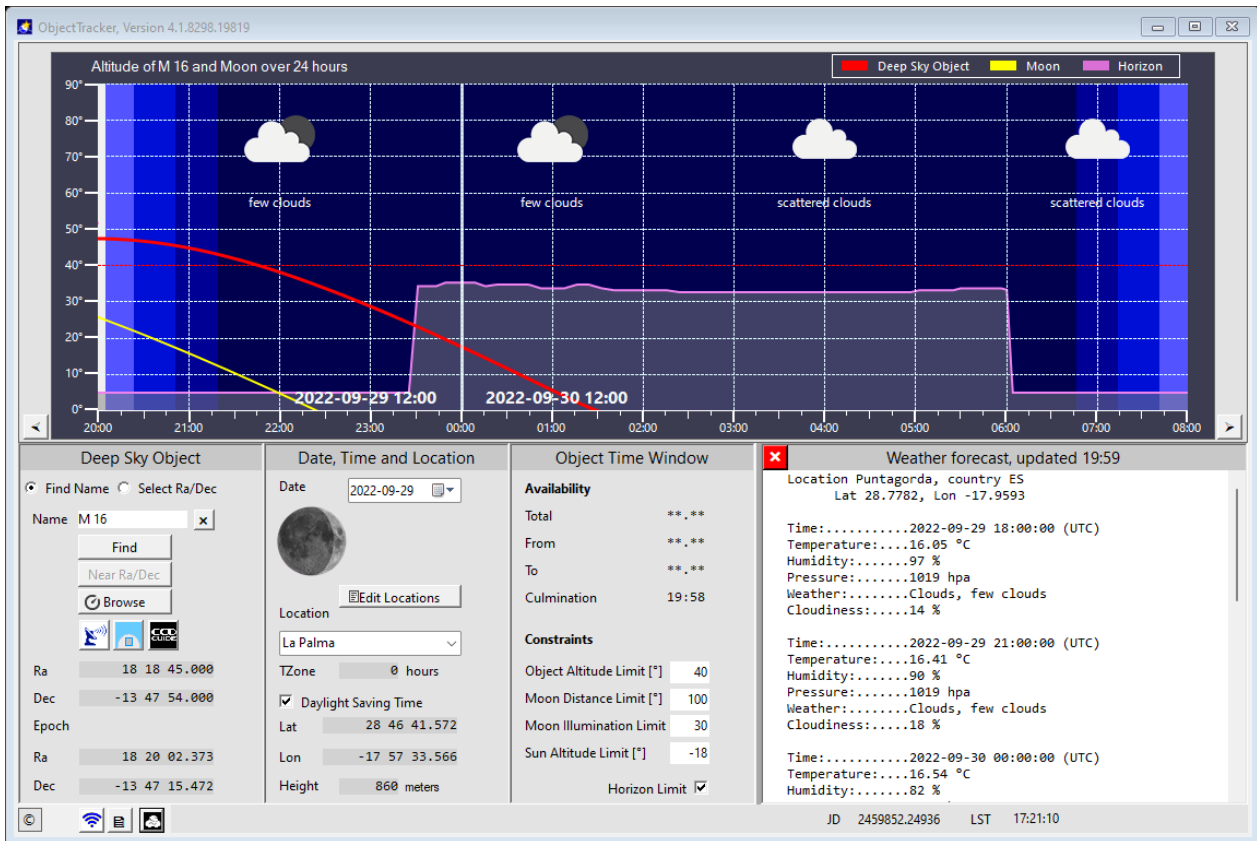 ObjectTracker, Version 4.1.8298.19819
Altitude of M 16 and Moon over 24 hours
Deep Sky Object Moon Horizon
90°
80°
70°
60°
50°
40°
30°
20°
10°
0°
few clouds few clouds scattered clouds scattered clouds
2022-09-29 12:00 2022-09-30 12:00
20:00 21:00 22:00 23:00 00:00 01:00 02:00 03:00 04:00 05:00 06:00 07:00 08:00
Deep Sky Object
Find Name Select Ra/Dec
Name M 16 x
Find
Near Ra/Dec
Browse
CCD
GUIDE
Ra 18 18 45.000
Dec -13 47 54.000
Epoch
Ra 18 20 02.373
Dec -13 47 15.472
Date, Time and Location
Date 2022-09-29
Edit Locations
Location
La Palma
TZone 0 hours
Daylight Saving Time
Lat 28 46 41.572
Lon -17 57 33.566
Height 860 meters
Object Time Window
Availability
Total **.**
From **.**
To **.**
Culmination 19:58
Constraints
Object Altitude Limit [°] 40
Moon Distance Limit [°] 100
Moon Illumination Limit 30
Sun Altitude Limit [°] -18
Horizon Limit
Weather forecast, updated 19:59
Location Puntagorda, country ES
Lat 28.7782, Lon -17.9593
Time:...........2022-09-29 18:00:00 (UTC)
Temperature:....16.05 °C
Humidity:.......97 %
Pressure:.......1019 hpa
Weather:........Clouds, few clouds
Cloudiness:.....14 %
Time:...........2022-09-29 21:00:00 (UTC)
Temperature:....16.41 °C
Humidity:.......90 %
Pressure:.......1019 hpa
Weather:........Clouds, few clouds
Cloudiness:.....18 %
Time:...........2022-09-30 00:00:00 (UTC)
Temperature:....16.54 °C
Humidity:.......82 %
© JD 2459852.24936 LST 17:21:10